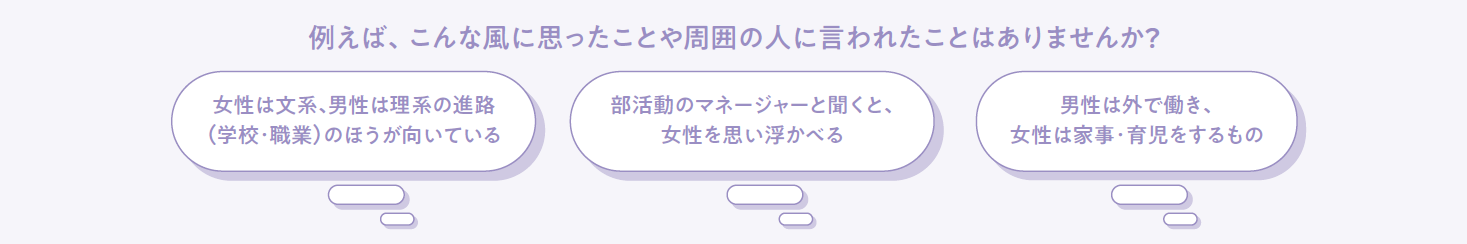 例えば、こんな風に思ったことや周囲の人に言われたことはありませんか?
女性は文系、男性は理系の進路
(学校・職業)のほうが向いている
部活動のマネージャーと聞くと、
女性を思い浮かべる
男性は外で働き、
女性は家事・育児をするもの